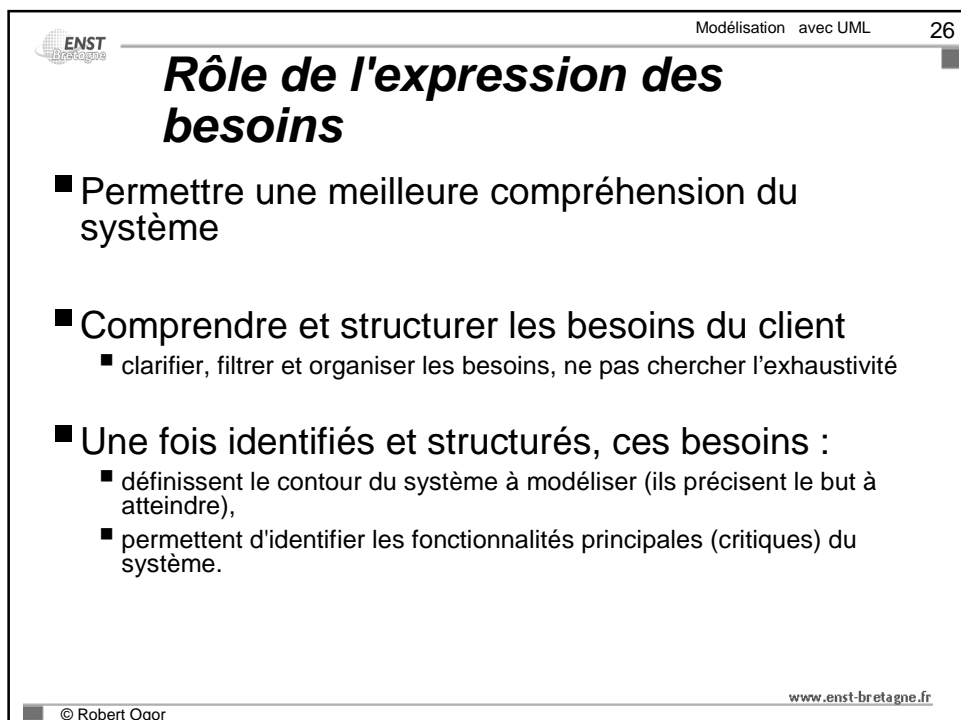 Modélisation avec UML
26
ENST
Bretagne
Rôle de l'expression des
besoins
Permettre une meilleure compréhension du
système
Comprendre et structurer les besoins du client
clarifier, filtrer et organiser les besoins, ne pas chercher l’exhaustivité
Une fois identifiés et structurés, ces besoins :
définissent le contour du système à modéliser (ils précisent le but à
atteindre),
permettent d'identifier les fonctionnalités principales (critiques) du
système.
www.enst-bretagne.fr
© Robert Ogor